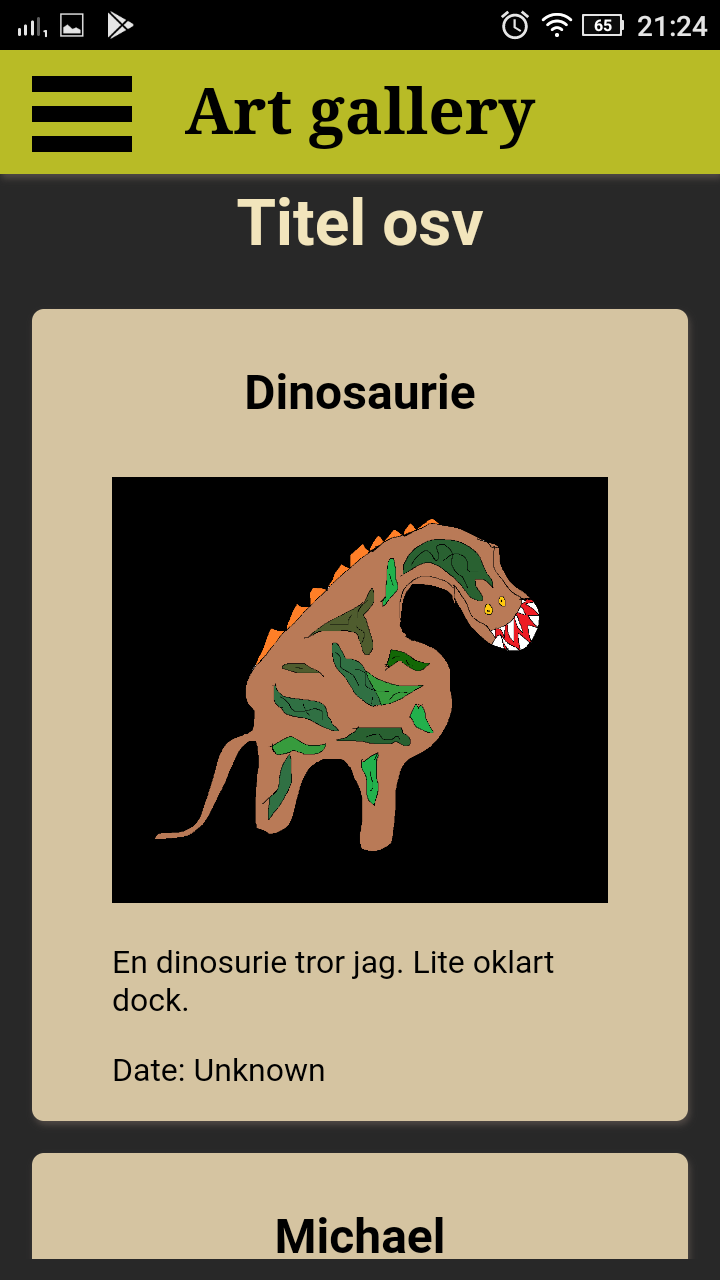 65 21:24
Art gallery
Titel osv
Dinosaurie
En dinosurie tror jag. Lite oklart
dock.
Date: Unknown
Michael